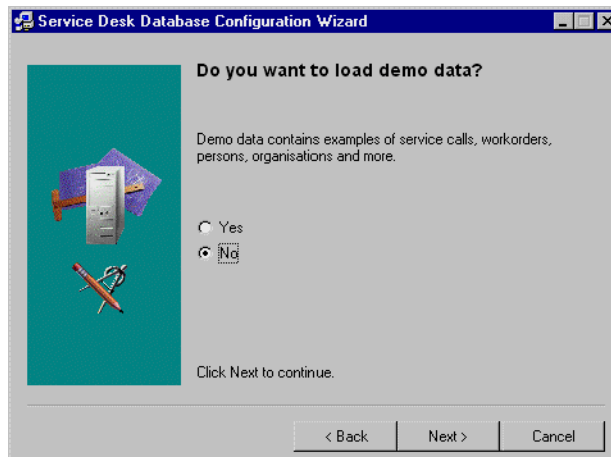 Service Desk Database Configuration Wizard
Do you want to load demo data?
Demo data contains examples of service calls, workorders,
persons, organisations and more.
Yes
No
Click Next to continue.
< Back
Next >
Cancel